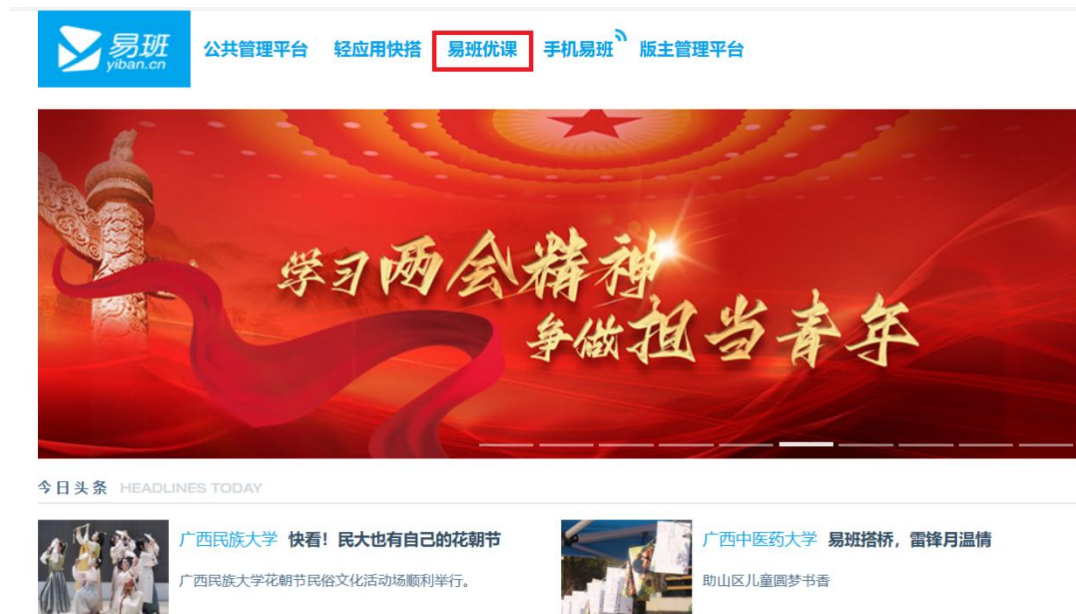 易班
yiban.cn
公共管理平台 轻应用快搭 易班优课 手机易班 版主管理平台
学习两会精神
争做担当青年
今日头条 HEADLINES TODAY
广西民族大学 快看！民大也有自己的花朝节
广西民族大学花朝节民俗文化活动场顺利举行。
广西中医药大学 易班搭桥，雷锋月温情
助山区儿童圆梦书香